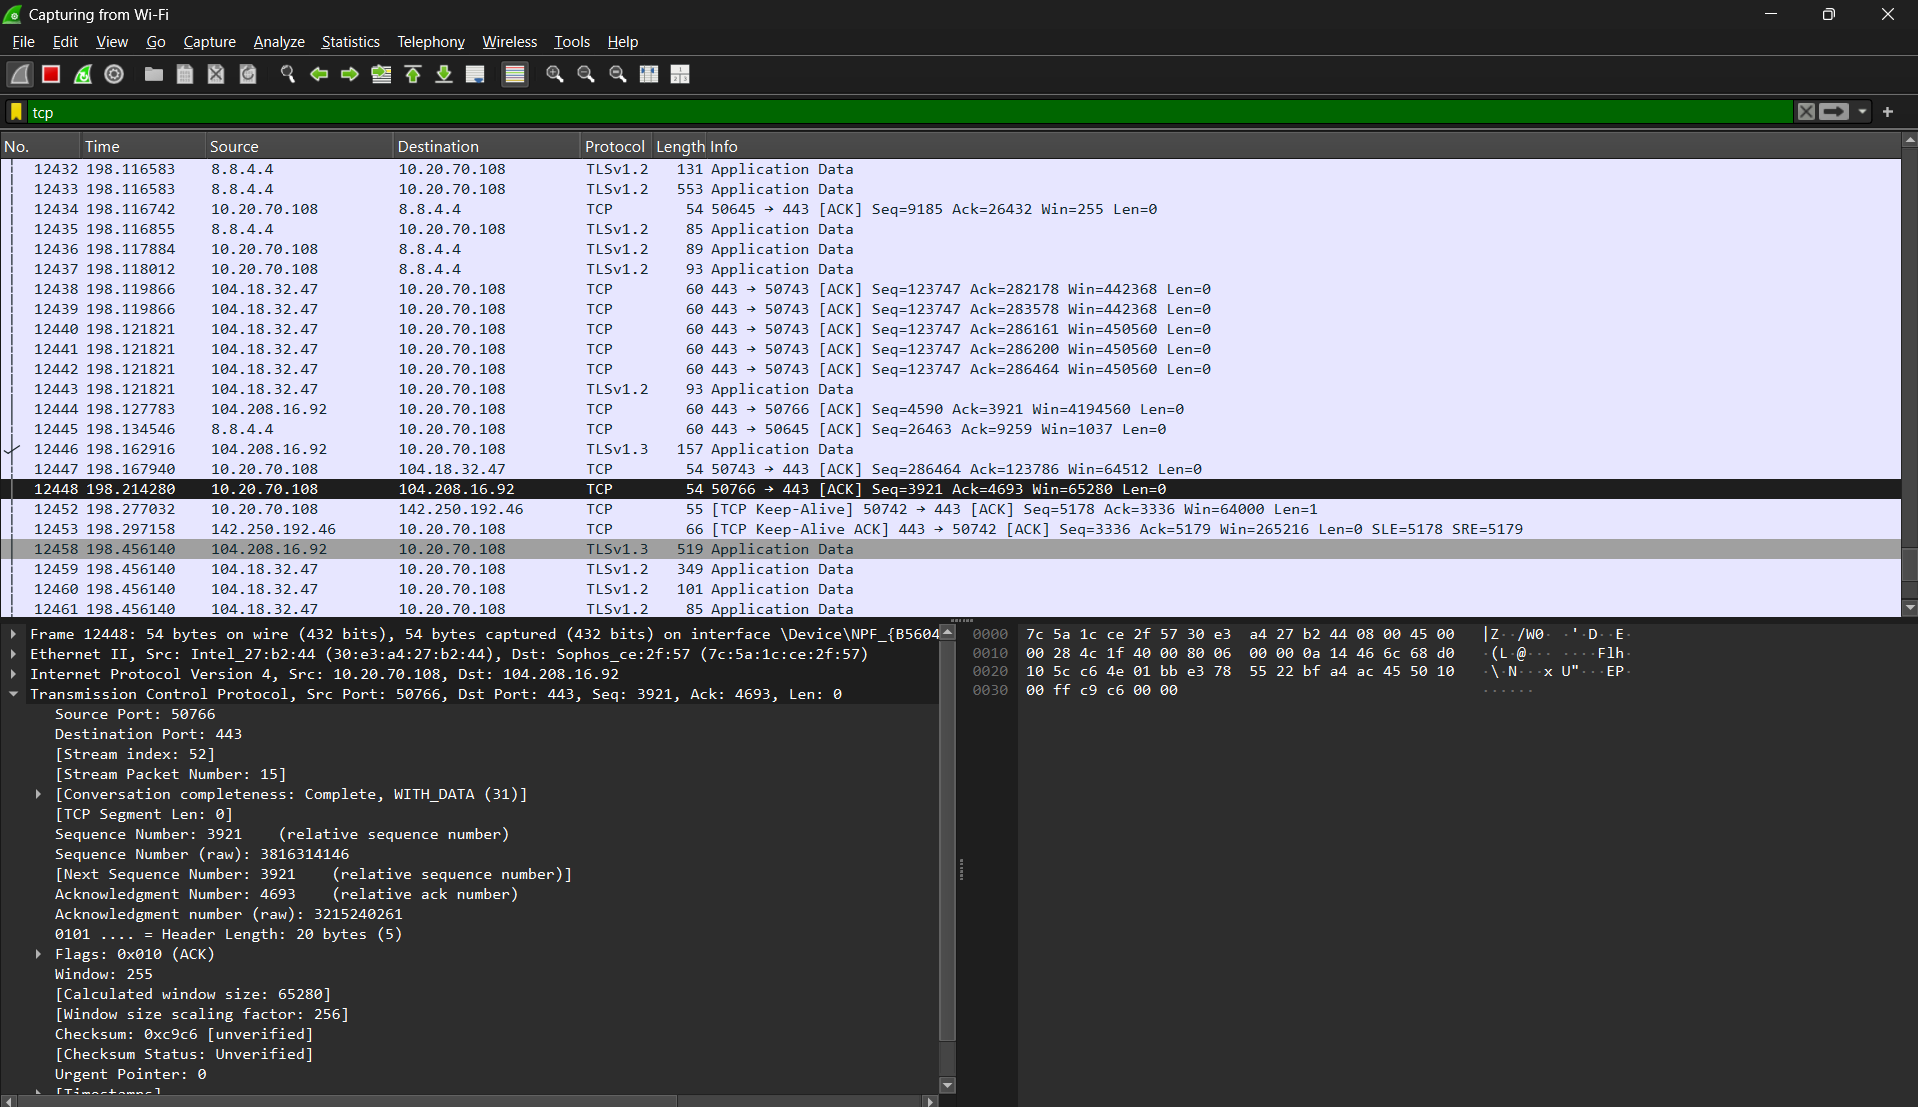 Capturing from Wi-Fi
File Edit View Go Capture Analyze Statistics Telephony Wireless Tools Help
tcp
No. Time Source Destination Protocol Length Info
12432 198.116583 8.8.4.4 10.20.70.108 TLSv1.2 131 Application Data
12433 198.116583 8.8.4.4 10.20.70.108 TLSv1.2 553 Application Data
12434 198.116742 10.20.70.108 8.8.4.4 TCP 54 50645 → 443 [ACK] Seq=9185 Ack=26432 Win=255 Len=0
12435 198.116855 8.8.4.4 10.20.70.108 TLSv1.2 85 Application Data
12436 198.117884 10.20.70.108 8.8.4.4 TLSv1.2 89 Application Data
12437 198.118012 10.20.70.108 8.8.4.4 TLSv1.2 93 Application Data
12438 198.119866 104.18.32.47 10.20.70.108 TCP 60 443 → 50743 [ACK] Seq=123747 Ack=282178 Win=442368 Len=0
12439 198.119866 104.18.32.47 10.20.70.108 TCP 60 443 → 50743 [ACK] Seq=123747 Ack=283578 Win=442368 Len=0
12440 198.121821 104.18.32.47 10.20.70.108 TCP 60 443 → 50743 [ACK] Seq=123747 Ack=286161 Win=450560 Len=0
12441 198.121821 104.18.32.47 10.20.70.108 TCP 60 443 → 50743 [ACK] Seq=123747 Ack=286200 Win=450560 Len=0
12442 198.121821 104.18.32.47 10.20.70.108 TCP 60 443 → 50743 [ACK] Seq=123747 Ack=286464 Win=450560 Len=0
12443 198.121821 104.18.32.47 10.20.70.108 TLSv1.2 93 Application Data
12444 198.127783 104.208.16.92 10.20.70.108 TCP 60 443 → 50766 [ACK] Seq=4590 Ack=3921 Win=4194560 Len=0
12445 198.134546 8.8.4.4 10.20.70.108 TCP 60 443 → 50645 [ACK] Seq=26463 Ack=9259 Win=1037 Len=0
12446 198.162916 104.208.16.92 10.20.70.108 TLSv1.3 157 Application Data
12447 198.167940 10.20.70.108 104.18.32.47 TCP 54 50743 → 443 [ACK] Seq=286464 Ack=123786 Win=64512 Len=0
12448 198.214280 10.20.70.108 104.208.16.92 TCP 54 50766 → 443 [ACK] Seq=3921 Ack=4693 Win=65280 Len=0
12452 198.277032 10.20.70.108 142.250.192.46 TCP 55 [TCP Keep-Alive] 50742 → 443 [ACK] Seq=5178 Ack=3336 Win=64000 Len=1
12453 198.297158 142.250.192.46 10.20.70.108 TCP 66 [TCP Keep-Alive ACK] 443 → 50742 [ACK] Seq=3336 Ack=5179 Win=265216 Len=0 SLE=5178 SRE=5179
12458 198.456140 104.208.16.92 10.20.70.108 TLSv1.3 519 Application Data
12459 198.456140 104.18.32.47 10.20.70.108 TLSv1.2 349 Application Data
12460 198.456140 104.18.32.47 10.20.70.108 TLSv1.2 101 Application Data
12461 198.456140 104.18.32.47 10.20.70.108 TLSv1.2 85 Application Data
Frame 12448: 54 bytes on wire (432 bits), 54 bytes captured (432 bits) on interface \Device\NPF_{B5604
Ethernet II, Src: Intel_27:b2:44 (30:e3:a4:27:b2:44), Dst: Sophos_ce:2f:57 (7c:5a:1c:ce:2f:57)
Internet Protocol Version 4, Src: 10.20.70.108, Dst: 104.208.16.92
Transmission Control Protocol, Src Port: 50766, Dst Port: 443, Seq: 3921, Ack: 4693, Len: 0
Source Port: 50766
Destination Port: 443
[Stream index: 52]
[Stream Packet Number: 15]
[Conversation completeness: Complete, WITH_DATA (31)]
[TCP Segment Len: 0]
Sequence Number: 3921 (relative sequence number)
Sequence Number (raw): 3816314146
[Next Sequence Number: 3921 (relative sequence number)]
Acknowledgment Number: 4693 (relative ack number)
Acknowledgment number (raw): 3215240261
0101 .... = Header Length: 20 bytes (5)
Flags: 0x010 (ACK)
Window: 255
[Calculated window size: 65280]
[Window size scaling factor: 256]
Checksum: 0xc9c6 [unverified]
[Checksum Status: Unverified]
Urgent Pointer: 0
[Timestamps]
0000 7c 5a 1c ce 2f 57 30 e3 a4 27 b2 44 08 00 45 00 |Z··/W0· ·'·D··E·
0010 00 28 4c 1f 40 00 80 06 00 00 0a 14 46 6c 68 d0 ·(L·@··· ····Flh·
0020 10 5c c6 4e 01 bb e3 78 55 22 bf a4 ac 45 50 10 ·\·N···x U"···EP·
0030 00 ff c9 c6 00 00 ······